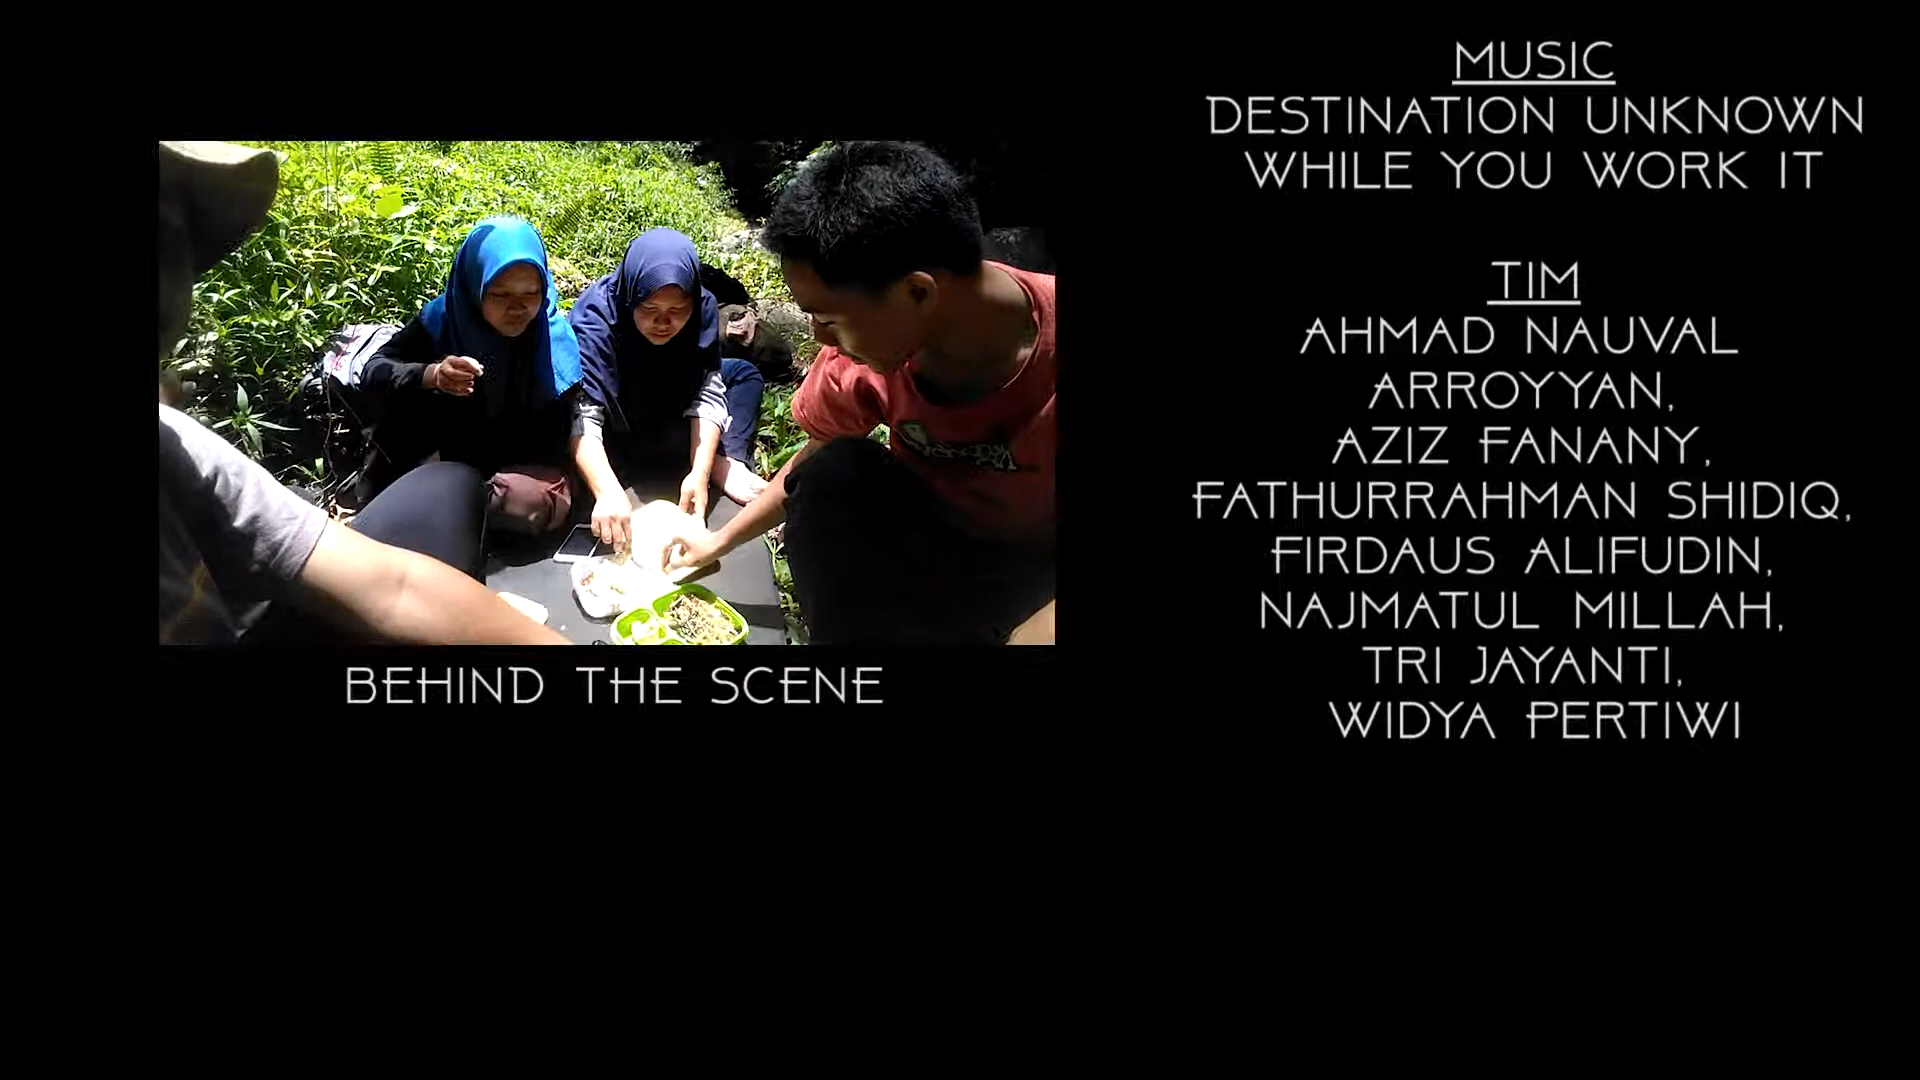 MUSIC
DESTINATION UNKNOWN
WHILE YOU WORK IT
TIM
AHMAD NAUVAL
ARROYYAN,
AZIZ FANANY,
FATHURRAHMAN SHIDIQ,
FIRDAUS ALIFUDIN,
NAJMATUL MILLAH,
TRI JAYANTI,
WIDYA PERTIWI
BEHIND THE SCENE